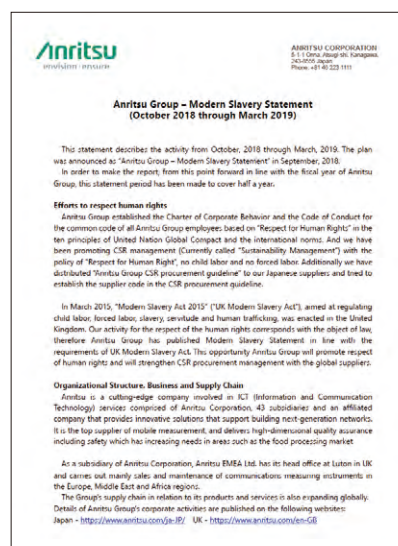 Anritsu
envision : ensure
ANRITSU CORPORATION
5-1-1 Onna, Atsugi-shi, Kanagawa,
243-8555 Japan
Phone: +81 46 223 1111
Anritsu Group – Modern Slavery Statement
(October 2018 through March 2019)
This statement describes the activity from October, 2018 through March, 2019. The plan
was announced as "Anritsu Group – Modern Slavery Statement" in September, 2018.
In order to make the report, from this point forward in line with the fiscal year of Anritsu
Group, this statement period has been made to cover half a year.
Efforts to respect human rights
Anritsu Group established the Charter of Corporate Behavior and the Code of Conduct for
the common code of all Anritsu Group employees based on "Respect for Human Rights" in
the ten principles of United Nation Global Compact and the international norms. And we have
been promoting CSR management (Currently called "Sustainability Management") with the
policy of "Respect for Human Right", no child labor and no forced labor. Additionally we have
distributed "Anritsu Group CSR procurement guideline" to our Japanese suppliers and tried to
establish the supplier code in the CSR procurement guideline.
In March 2015, "Modern Slavery Act 2015" ("UK Modern Slavery Act"), aimed at regulating
child labor, forced labor, slavery, servitude and human trafficking, was enacted in the United
Kingdom. Our activity for the respect of the human rights corresponds with the object of law,
therefore Anritsu Group has published Modern Slavery Statement in line with the
requirements of UK Modern Slavery Act. This opportunity Anritsu Group will promote respect
of human rights and will strengthen CSR procurement management with the global suppliers.
Organizational Structure, Business and Supply Chain
Anritsu is a cutting-edge company involved in ICT (Information and Communication
Technology) services comprised of Anritsu Corporation, 43 subsidiaries and an affiliated
company that provides innovative solutions that support building next-generation networks.
It is the top supplier of mobile measurement, and delivers high-dimensional quality assurance
including safety which has increasing needs in areas such as the food processing market
As a subsidiary of Anritsu Corporation, Anritsu EMEA Ltd. has its head office at Luton in UK
and carries out mainly sales and maintenance of communications measuring instruments in
the Europe, Middle East and Africa regions.
The Group's supply chain in relation to its products and services is also expanding globally.
Details of Anritsu Group's corporate activities are published on the following websites:
Japan - https://www.anritsu.com/ja-JP/ UK - https://www.anritsu.com/en-GB